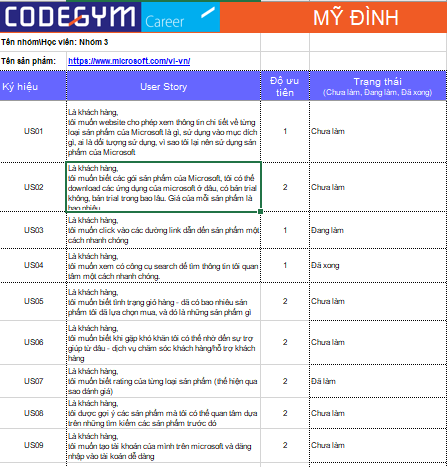 CODEGYM
Career
MỸ ĐÌNH
Tên nhóm\Học viên: Nhóm 3
Tên sản phẩm: https://www.microsoft.com/vi-vn/
Ký hiệu User Story Độ ưu tiên Trạng thái
(Chưa làm, Đang làm, Đã xong)
US01
Là khách hàng,
tôi muốn website cho phép xem thông tin chi tiết về từng
loại sản phẩm của Microsoft là gì, sử dụng vào mục đích
gì, ai là đối tượng sử dụng, vì sao tôi lại nên sử dụng sản
phẩm của Microsoft
1 Chưa làm
US02
Là khách hàng,
tôi muốn biết các gói sản phẩm của Microsoft, tôi có thể
download các ứng dụng của microsoft ở đâu, có bán trial
không, bán trial trong bao lâu. Giá của mỗi sản phẩm là
bao nhiêu
2 Chưa làm
US03
Là khách hàng,
tôi muốn click vào các đường link dẫn đến sản phẩm một
cách nhanh chóng
1 Đang làm
US04
Là khách hàng,
tôi muốn xem có công cụ search để tìm thông tin tôi quan
tâm một cách nhanh chóng.
1 Đã xong
US05
Là khách hàng,
tôi muốn biết tình trạng giỏ hàng - đã có bao nhiêu sản
phẩm tôi đã lựa chọn mua, và đó là những sản phẩm gì
2 Chưa làm
US06
Là khách hàng,
tôi muốn biết khi gặp khó khăn tôi có thể nhờ đến sự trợ
giúp từ đâu - dịch vụ chăm sóc khách hàng/hỗ trợ khách
hàng
2 Chưa làm
US07
Là khách hàng,
tôi muốn biết rating của từng loại sản phẩm (thể hiện qua
sao đánh giá)
2 Đã làm
US08
Là khách hàng,
tôi được gợi ý các sản phẩm mà tôi có thể quan tâm dựa
trên những tìm kiếm các sản phẩm trước đó
2 Chưa làm
US09
Là khách hàng,
tôi muốn tạo tài khoản của mình trên microsoft và đăng
nhập vào tài koản dễ dàng
2 Chưa làm